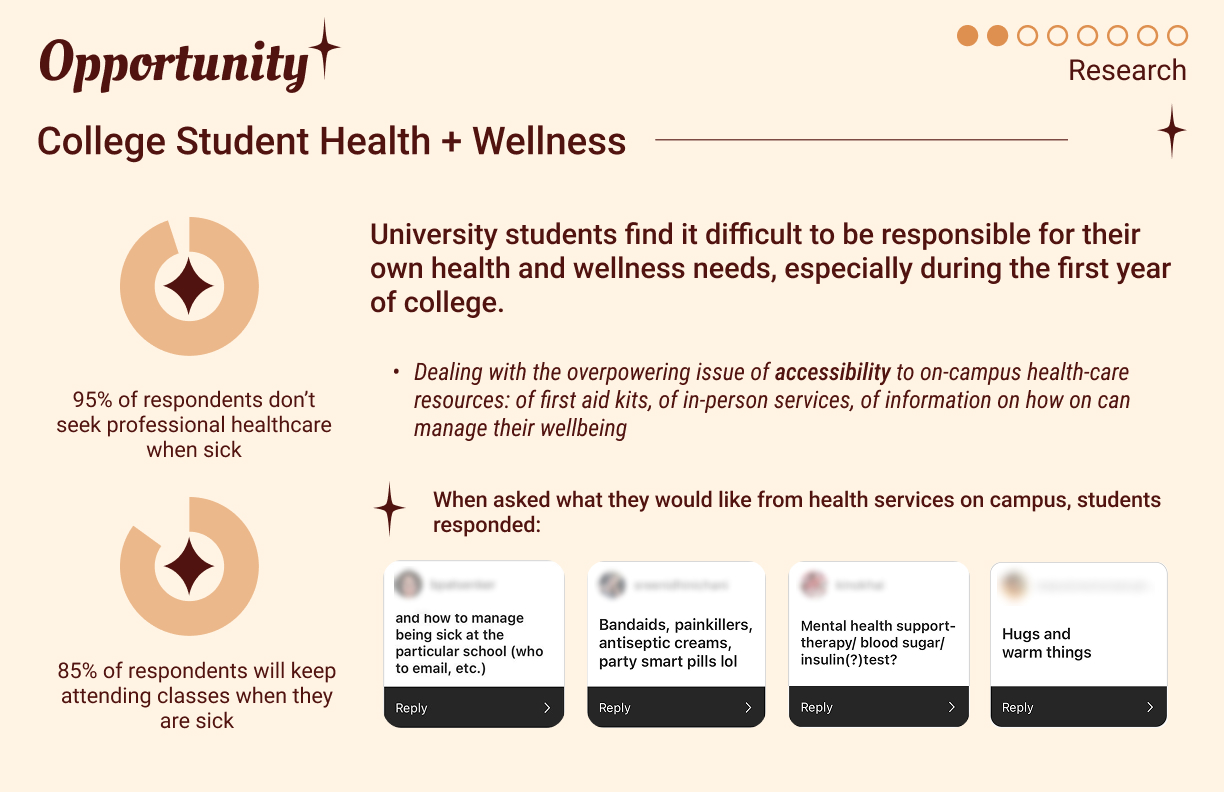 Opportunity
Research
College Student Health + Wellness
95% of respondents don’t
seek professional healthcare
when sick
85% of respondents will keep
attending classes when they
are sick
University students find it difficult to be responsible for their
own health and wellness needs, especially during the first year
of college.
• Dealing with the overpowering issue of accessibility to on-campus health-care
resources: of first aid kits, of in-person services, of information on how on can
manage their wellbeing
When asked what they would like from health services on campus, students
responded:
and how to manage
being sick at the
particular school (who
to email, etc.)
Reply
Bandaids, painkillers,
antiseptic creams,
party smart pills lol
Reply
Mental health support-
therapy/ blood sugar/
insulin(?)test?
Reply
Hugs and
warm things
Reply